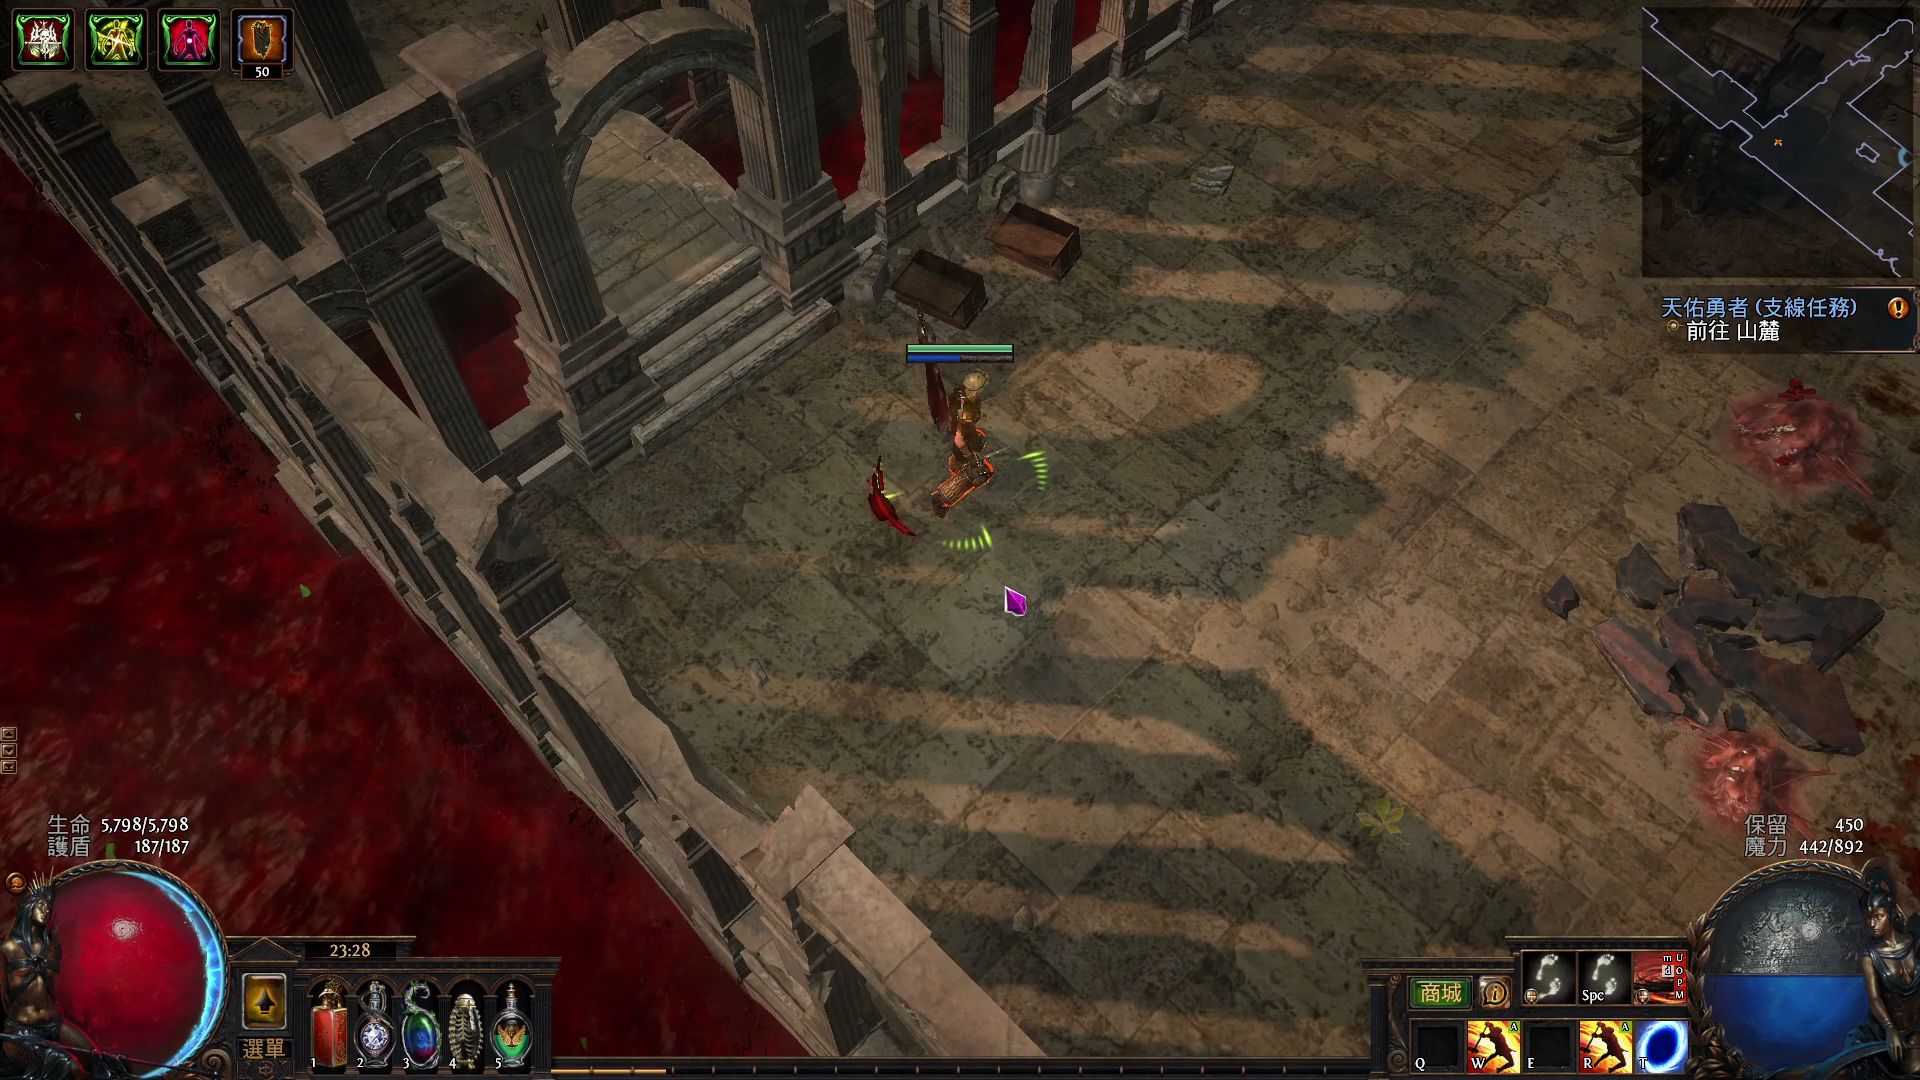 50
天佑勇者 (支線任務)
前往 山麓
生命 5,798/5,798
護盾 187/187
保留 450
魔力 442/892
23:28
選單
1 2 3 4 5
商城
Spc
m U
d O
P
M
Q W A E R A T